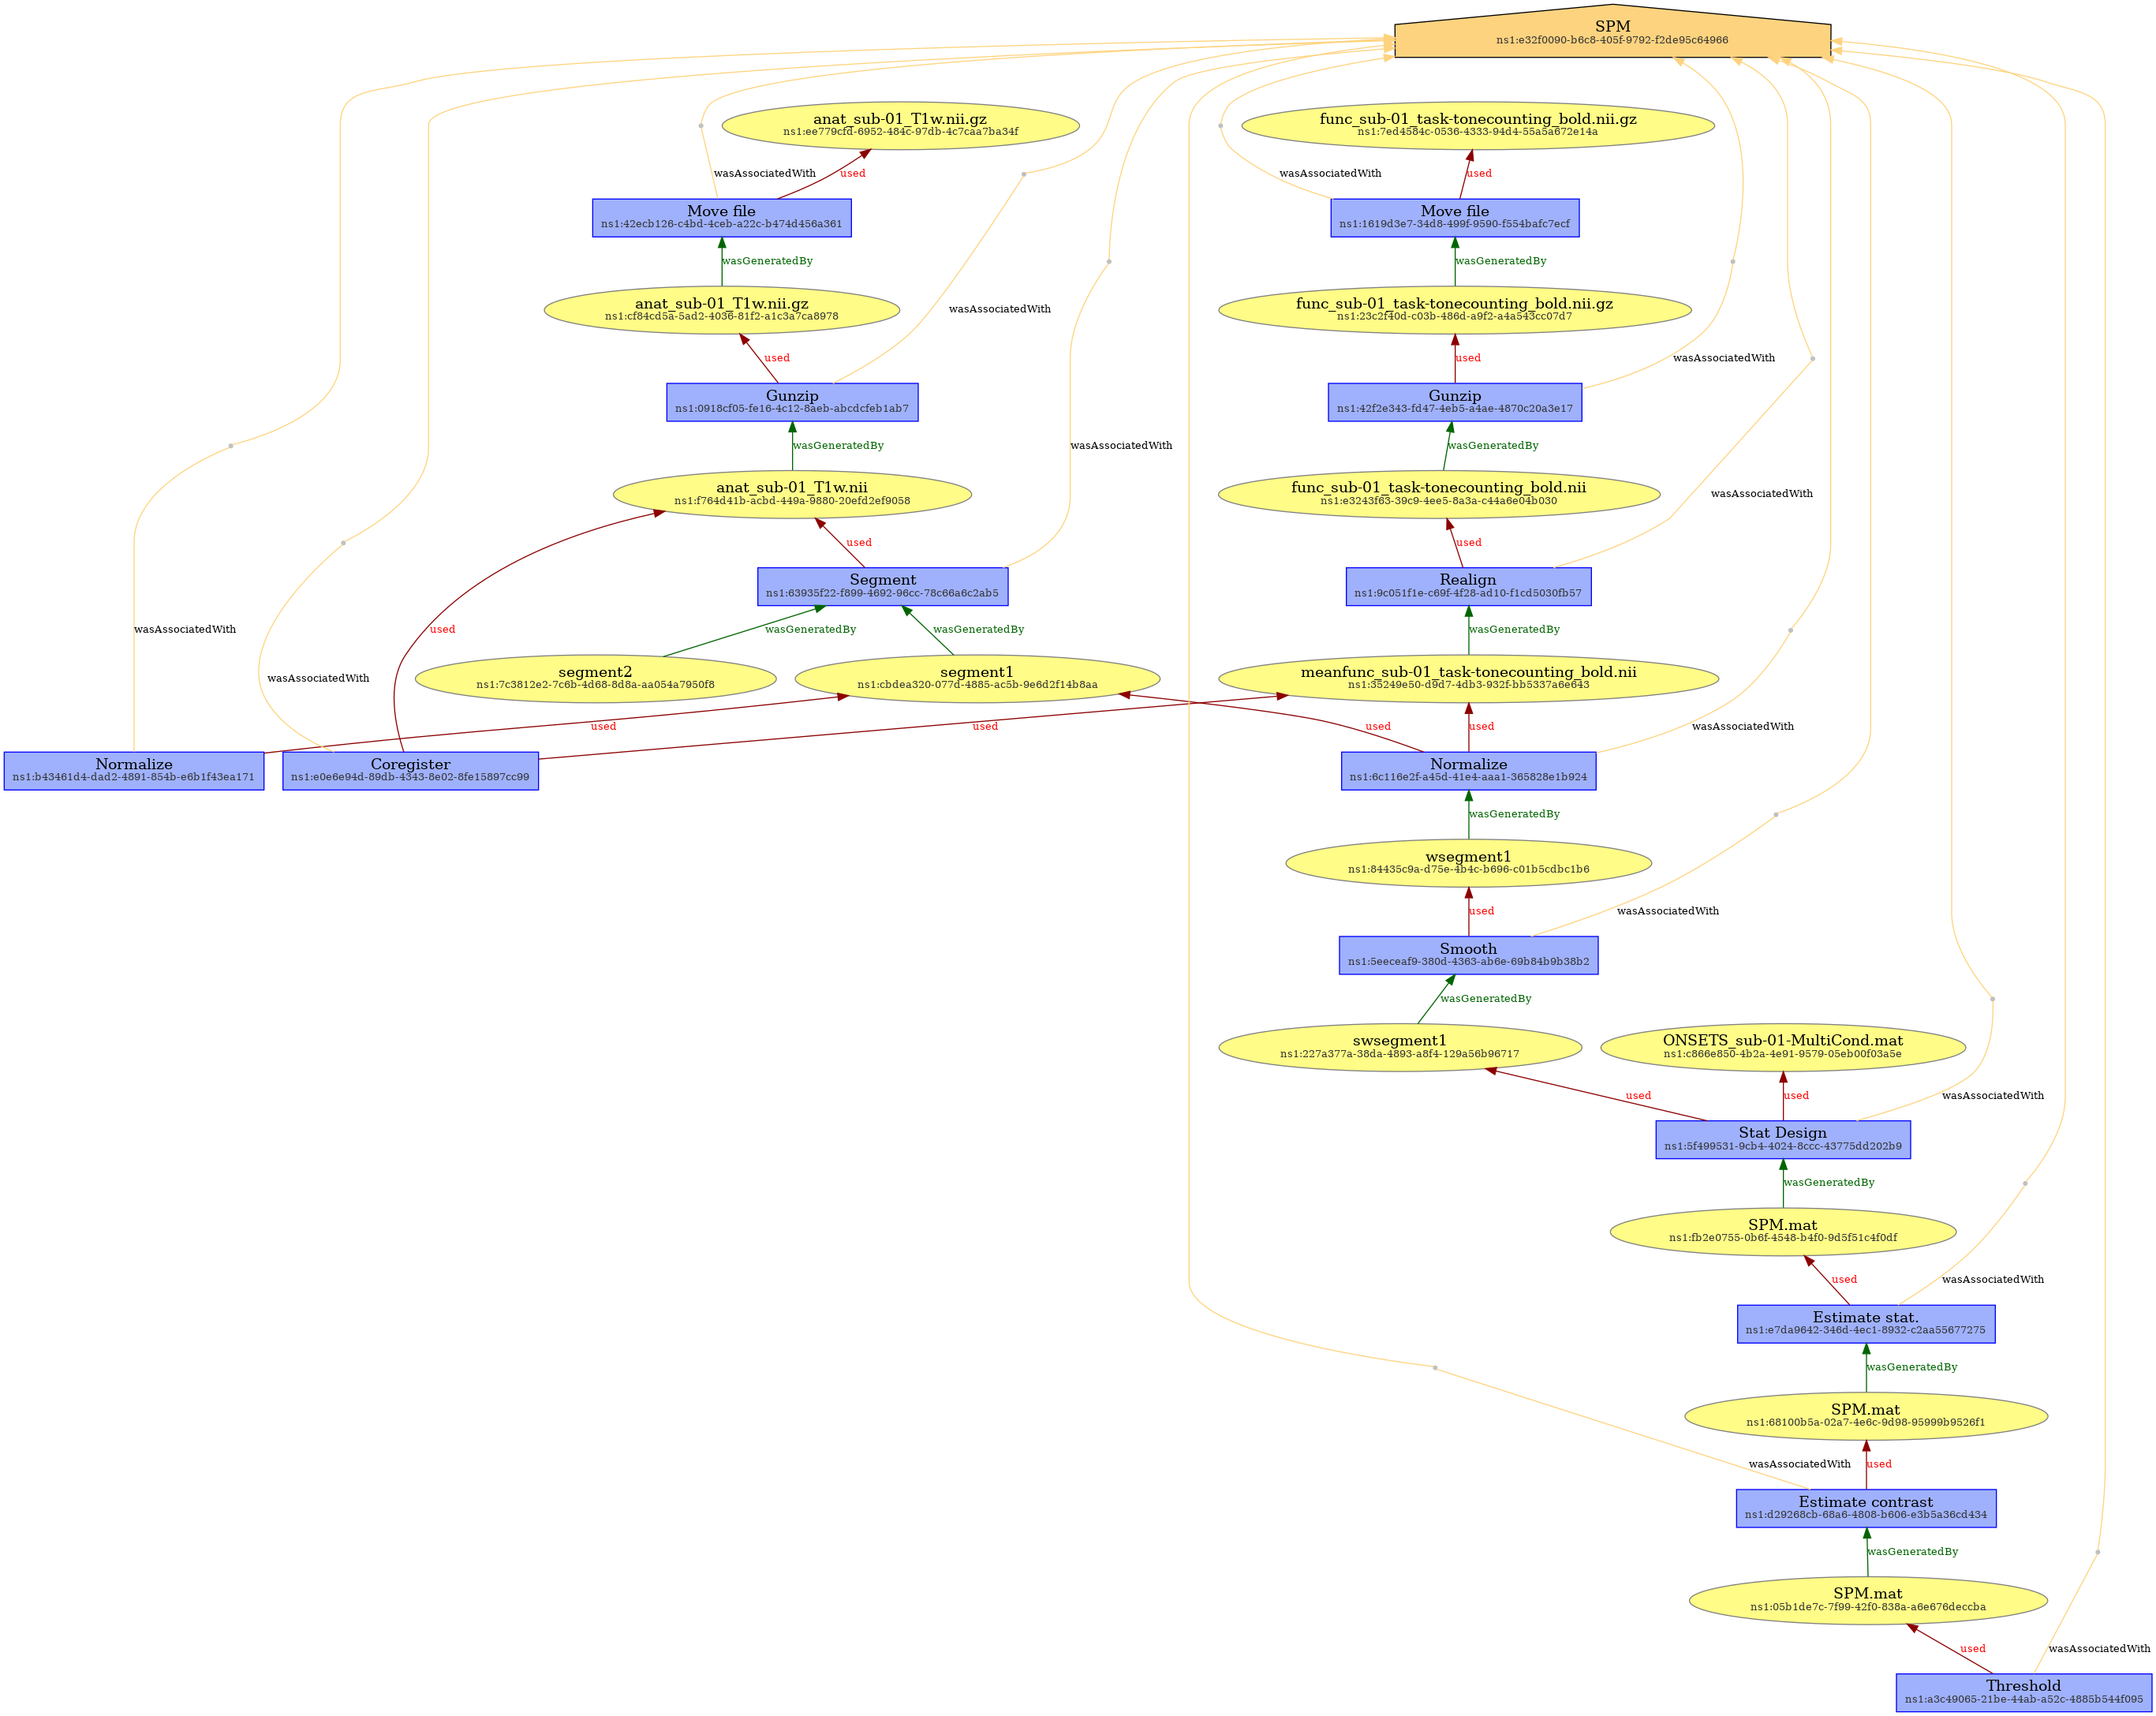 SPM
ns1:e32f0090-b6c8-405f-9792-f2de95c64966
anat_sub-01_T1w.nii.gz
ns1:ee779cfd-6952-484c-97db-4c7caa7ba34f
func_sub-01_task-tonecounting_bold.nii.gz
ns1:7ed4584c-0536-4333-94d4-55a5a672e14a
wasAssociatedWith
used
wasAssociatedWith
used
Move file
ns1:42ecb126-c4bd-4ceb-a22c-b474d456a361
Move file
ns1:1619d3e7-34d8-499f-9590-f554bafc7ecf
wasGeneratedBy
wasGeneratedBy
anat_sub-01_T1w.nii.gz
ns1:cf84cd5a-5ad2-4036-81f2-a1c3a7ca8978
wasAssociatedWith
func_sub-01_task-tonecounting_bold.nii.gz
ns1:23c2f40d-c03b-486d-a9f2-a4a543cc07d7
used
used
wasAssociatedWith
Gunzip
ns1:0918cf05-fe16-4c12-8aeb-abcdcfeb1ab7
Gunzip
ns1:42f2e343-fd47-4eb5-a4ae-4870c20a3e17
wasGeneratedBy
wasAssociatedWith
wasGeneratedBy
anat_sub-01_T1w.nii
ns1:f764d41b-acbd-449a-9880-20efd2ef9058
func_sub-01_task-tonecounting_bold.nii
ns1:e3243f63-39c9-4ee5-8a3a-c44a6e04b030
wasAssociatedWith
used
used
Segment
ns1:63935f22-f899-4692-96cc-78c66a6c2ab5
Realign
ns1:9c051f1e-c69f-4f28-ad10-f1cd5030fb57
wasAssociatedWith
used
wasGeneratedBy
wasGeneratedBy
wasGeneratedBy
wasAssociatedWith
segment2
ns1:7c3812e2-7c6b-4d68-8d8a-aa054a7950f8
segment1
ns1:cbdea320-077d-4885-ac5b-9e6d2f14b8aa
meanfunc_sub-01_task-tonecounting_bold.nii
ns1:35249e50-d9d7-4db3-932f-bb5337a6e643
used
used
used
used
wasAssociatedWith
Normalize
ns1:b43461d4-dad2-4891-854b-e6b1f43ea171
Coregister
ns1:e0e6e94d-89db-4343-8e02-8fe15897cc99
Normalize
ns1:6c116e2f-a45d-41e4-aaa1-365828e1b924
wasGeneratedBy
wsegment1
ns1:84435c9a-d75e-4b4c-b696-c01b5cdbc1b6
used
wasAssociatedWith
Smooth
ns1:5eeceaf9-380d-4363-ab6e-69b84b9b38b2
wasGeneratedBy
swsegment1
ns1:227a377a-38da-4893-a8f4-129a56b96717
ONSETS_sub-01-MultiCond.mat
ns1:c866e850-4b2a-4e91-9579-05eb00f03a5e
used
used
wasAssociatedWith
Stat Design
ns1:5f499531-9cb4-4024-8ccc-43775dd202b9
wasGeneratedBy
SPM.mat
ns1:fb2e0755-0b6f-4548-b4f0-9d5f51c4f0df
used
wasAssociatedWith
Estimate stat.
ns1:e7da9642-346d-4ec1-8932-c2aa55677275
wasGeneratedBy
SPM.mat
ns1:68100b5a-02a7-4e6c-9d98-95999b9526f1
wasAssociatedWith
used
Estimate contrast
ns1:d29268cb-68a6-4808-b606-e3b5a36cd434
wasGeneratedBy
SPM.mat
ns1:05b1de7c-7f99-42f0-838a-a6e676deccba
used
wasAssociatedWith
Threshold
ns1:a3c49065-21be-44ab-a52c-4885b544f095